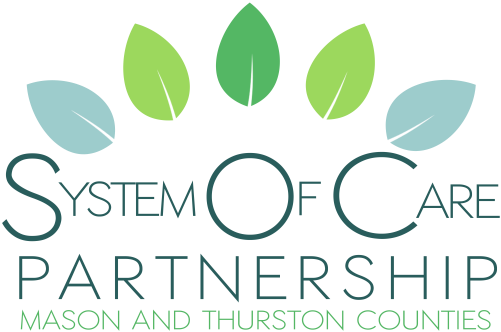 SYSTEM OF CARE
PARTNERSHIP
MASON AND THURSTON COUNTIES